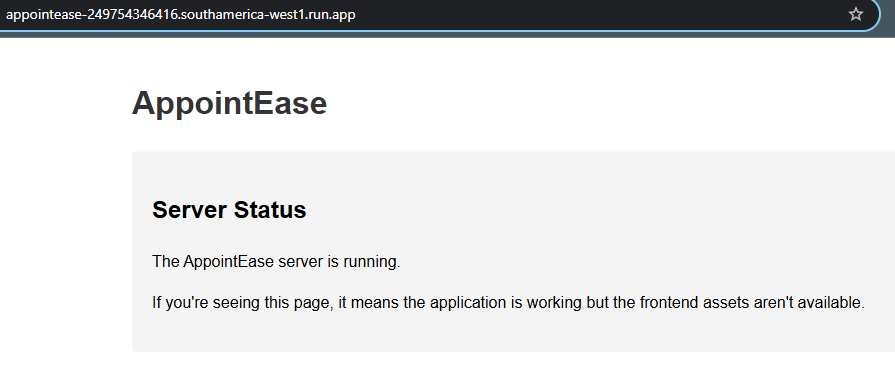 appointease-249754346416.southamerica-west1.run.app
AppointEase
Server Status
The AppointEase server is running.
If you're seeing this page, it means the application is working but the frontend assets aren't available.